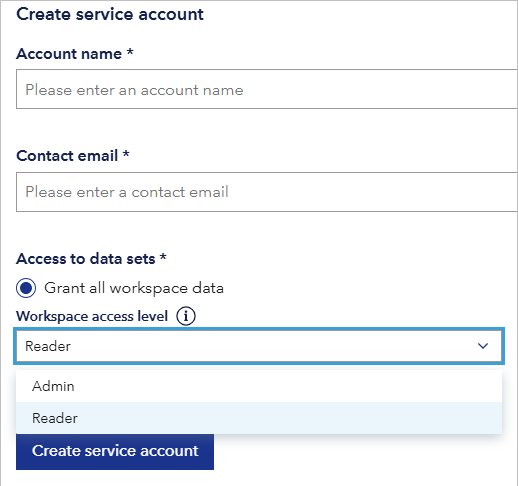 Create service account
Account name *
Please enter an account name
Contact email *
Please enter a contact email
Access to data sets *
Grant all workspace data
Workspace access level
Reader
Admin
Reader
Create service account